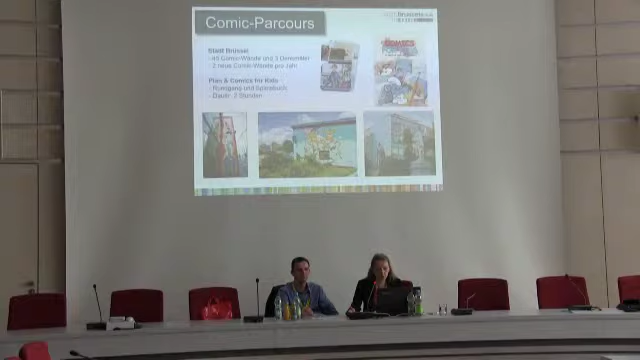 Comic-Parcours
Stadt Brüssel
- 45 Comic-Wände und 3 Denkmäler
- 2 neue Comic-Wände pro Jahr
Plan & Comics für Kids
- Rundgang und Spielbuch
- Dauer: 2 Stunden
COMICS